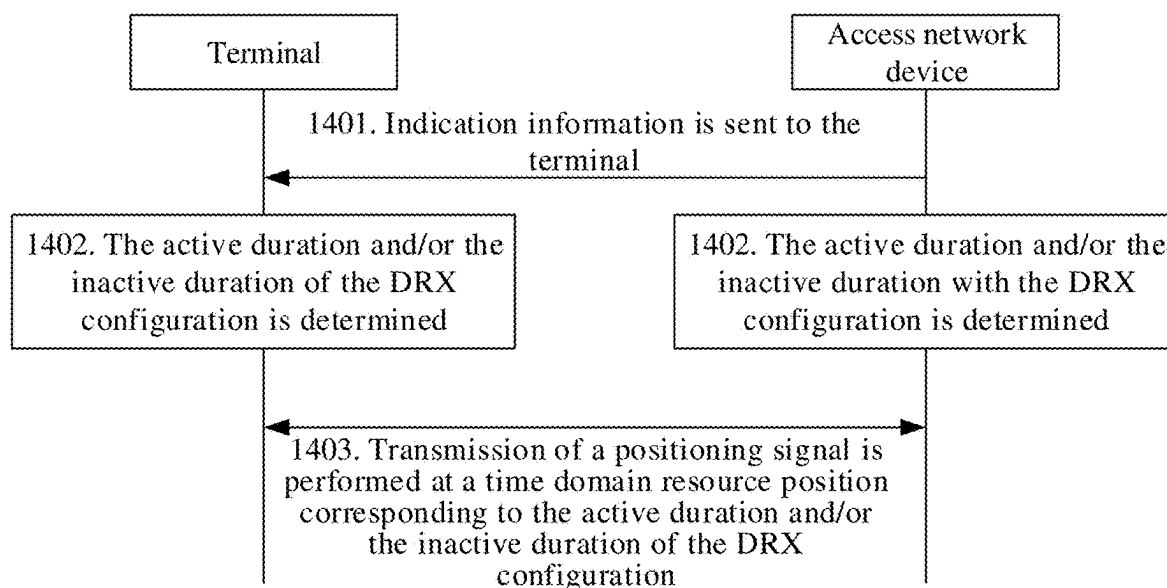 Terminal
Access network
device
1401. Indication information is sent to the
terminal
1402. The active duration and/or the
inactive duration of the DRX
configuration is determined
1402. The active duration and/or the
inactive duration with the DRX
configuration is determined
1403. Transmission of a positioning signal is
performed at a time domain resource position
corresponding to the active duration and/or
the inactive duration of the DRX
configuration